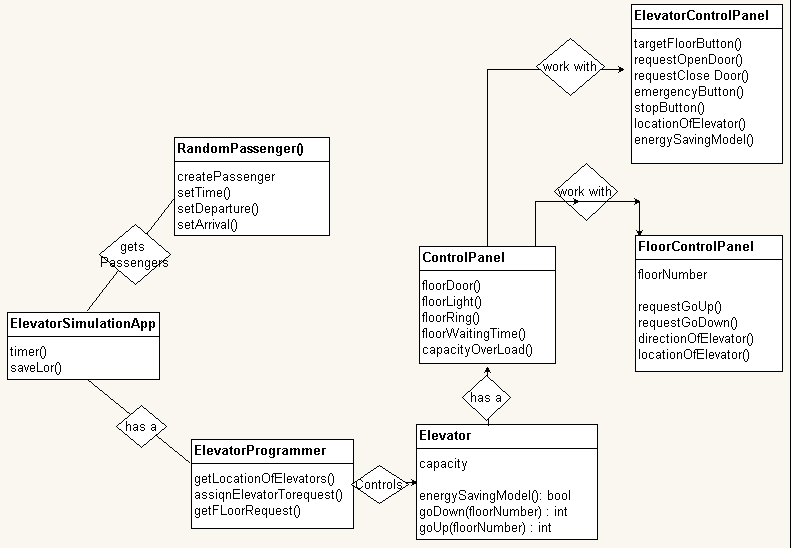 ElevatorControlPanel
targetFloorButton()
requestOpenDoor()
requestClose Door()
emergencyButton()
stopButton()
locationOfElevator()
energySavingModel()
work with
RandomPassenger()
createPassenger
setTime()
setDeparture()
setArrival()
gets
Passengers
work with
FloorControlPanel
floorNumber
requestGoUp()
requestGoDown()
directionOfElevator()
locationOfElevator()
ControlPanel
floorDoor()
floorLight()
floorRing()
floorWaitingTime()
capacityOverLoad()
ElevatorSimulationApp
timer()
saveLor()
has a
has a
ElevatorProgrammer
getLocationOfElevators()
assiqnElevatorTorequest()
getFLoorRequest()
Controls
Elevator
capacity
energySavingModel(): bool
goDown(floorNumber) : int
goUp(floorNumber) : int